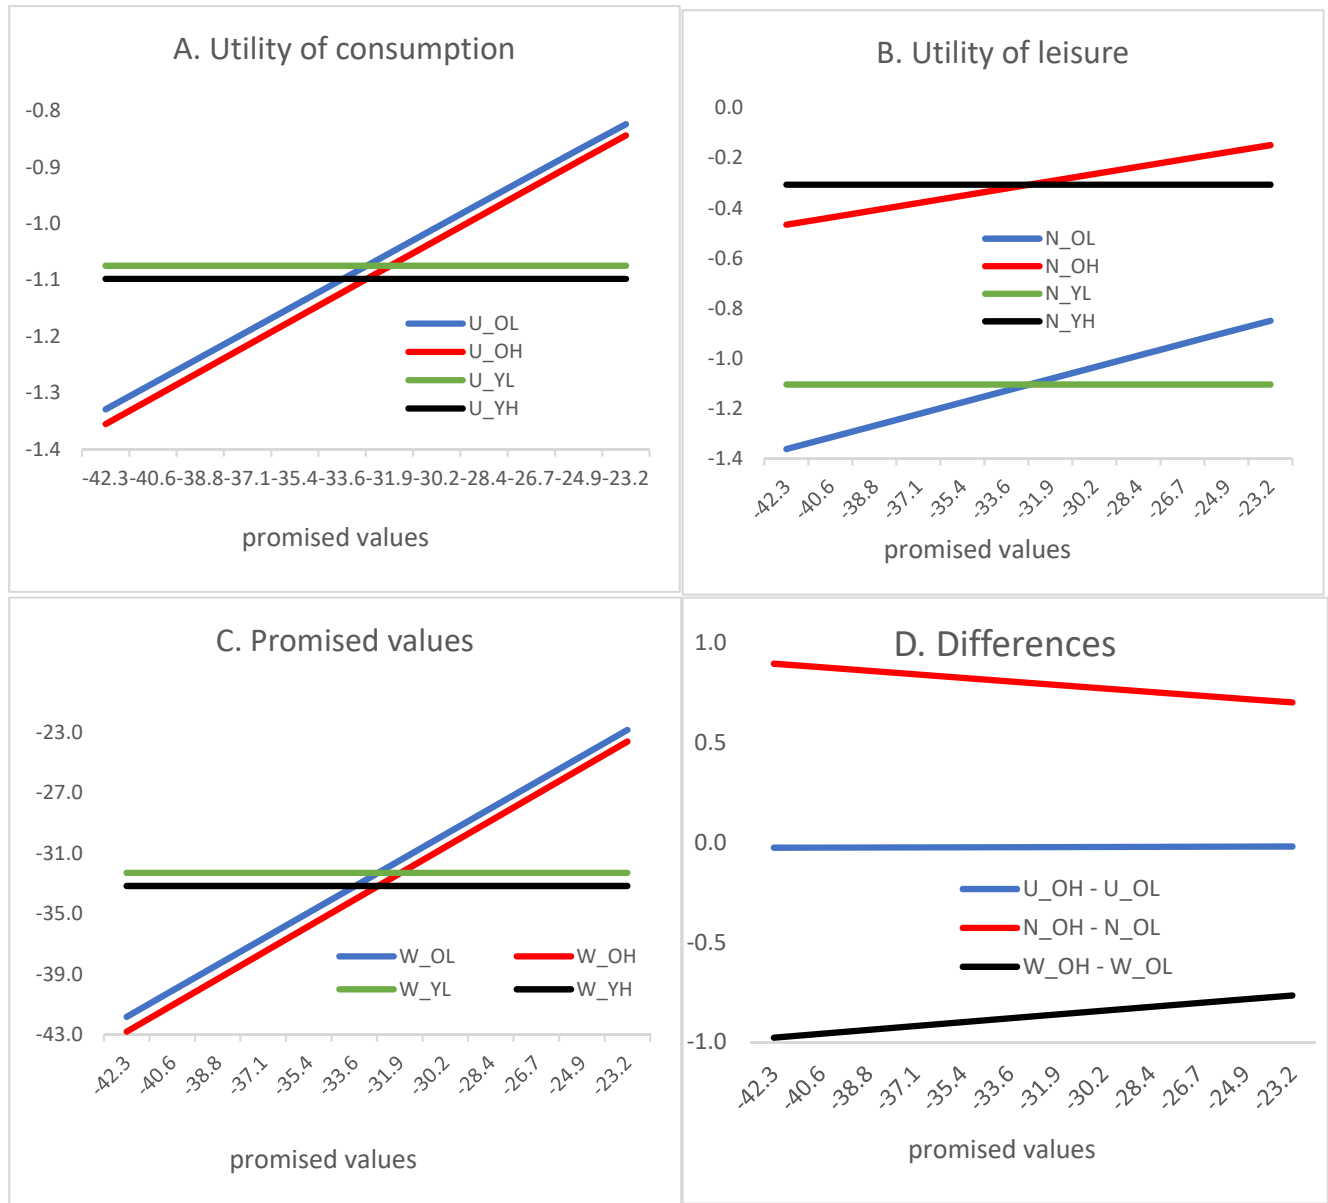 A. Utility of consumption
-0.8
-0.9
-1.0
-1.1
-1.2
-1.3
-1.4
U_OL
U_OH
U_YL
U_YH
-42.3 -40.6 -38.8 -37.1 -35.4 -33.6 -31.9 -30.2 -28.4 -26.7 -24.9 -23.2
promised values
B. Utility of leisure
0.0
-0.2
-0.4
-0.6
-0.8
-1.0
-1.2
-1.4
N_OL
N_OH
N_YL
N_YH
-42.3 -40.6 -38.8 -37.1 -35.4 -33.6 -31.9 -30.2 -28.4 -26.7 -24.9 -23.2
promised values
C. Promised values
-23.0
-27.0
-31.0
-35.0
-39.0
-43.0
W_OL W_OH
W_YL W_YH
-42.3 -40.6 -38.8 -37.1 -35.4 -33.6 -31.9 -30.2 -28.4 -26.7 -24.9 -23.2
promised values
D. Differences
1.0
0.5
0.0
-0.5
-1.0
U_OH - U_OL
N_OH - N_OL
W_OH - W_OL
-42.3 -40.6 -38.8 -37.1 -35.4 -33.6 -31.9 -30.2 -28.4 -26.7 -24.9 -23.2
promised values